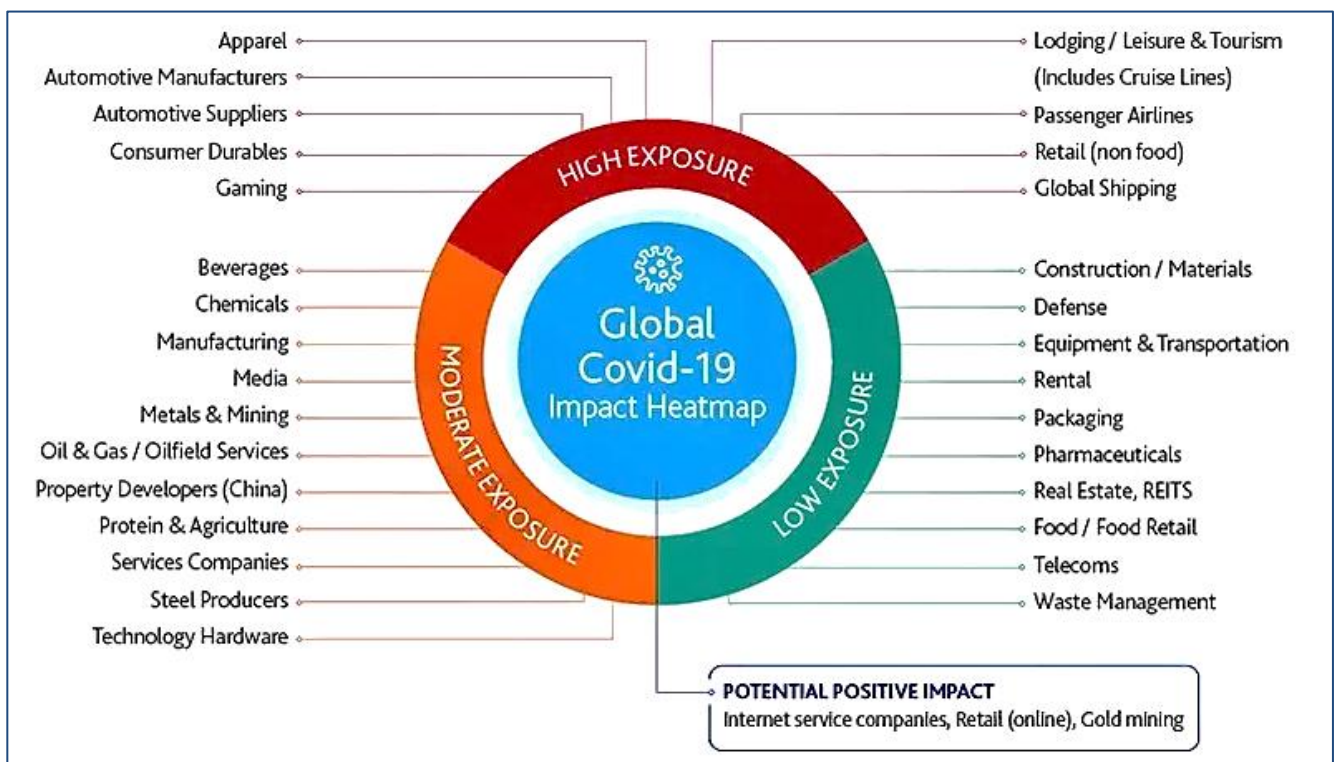 Apparel
Automotive Manufacturers
Automotive Suppliers
Consumer Durables
Gaming
Lodging / Leisure & Tourism
(Includes Cruise Lines)
Passenger Airlines
Retail (non food)
Global Shipping
HIGH EXPOSURE
Beverages
Chemicals
Manufacturing
Media
Metals & Mining
Oil & Gas / Oilfield Services
Property Developers (China)
Protein & Agriculture
Services Companies
Steel Producers
Technology Hardware
MODERATE EXPOSURE
Global
Covid-19
Impact Heatmap
LOW EXPOSURE
Construction / Materials
Defense
Equipment & Transportation
Rental
Packaging
Pharmaceuticals
Real Estate, REITS
Food / Food Retail
Telecoms
Waste Management
POTENTIAL POSITIVE IMPACT
Internet service companies, Retail (online), Gold mining